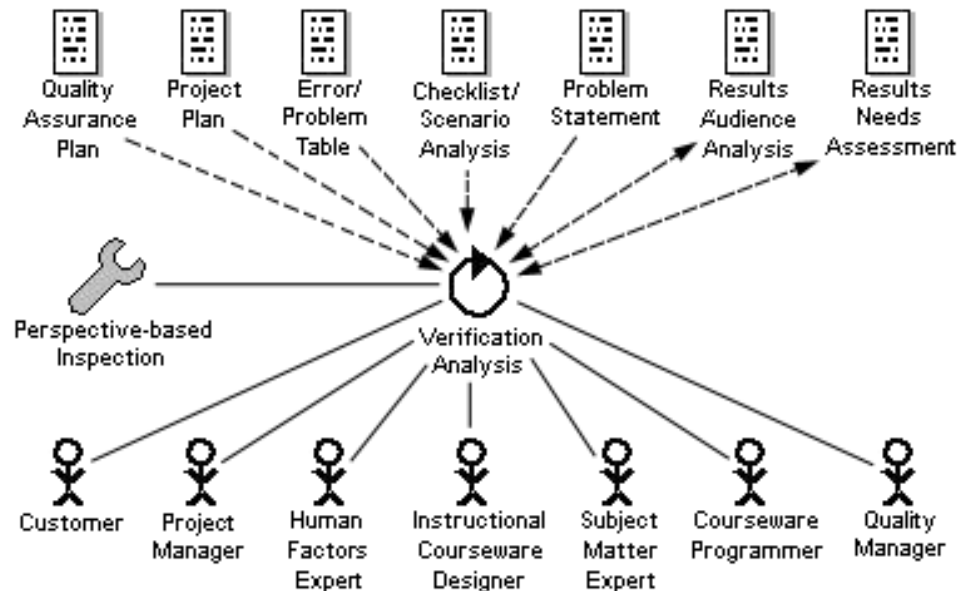 Quality
Assurance
Plan
Project
Plan
Error/
Problem
Table
Checklist/
Scenario
Analysis
Problem
Statement
Results
Audience
Analysis
Results
Needs
Assessment
Perspective-based
Inspection
Verification
Analysis
Customer
Project
Manager
Human
Factors
Expert
Instructional
Courseware
Designer
Subject
Matter
Expert
Courseware
Programmer
Quality
Manager